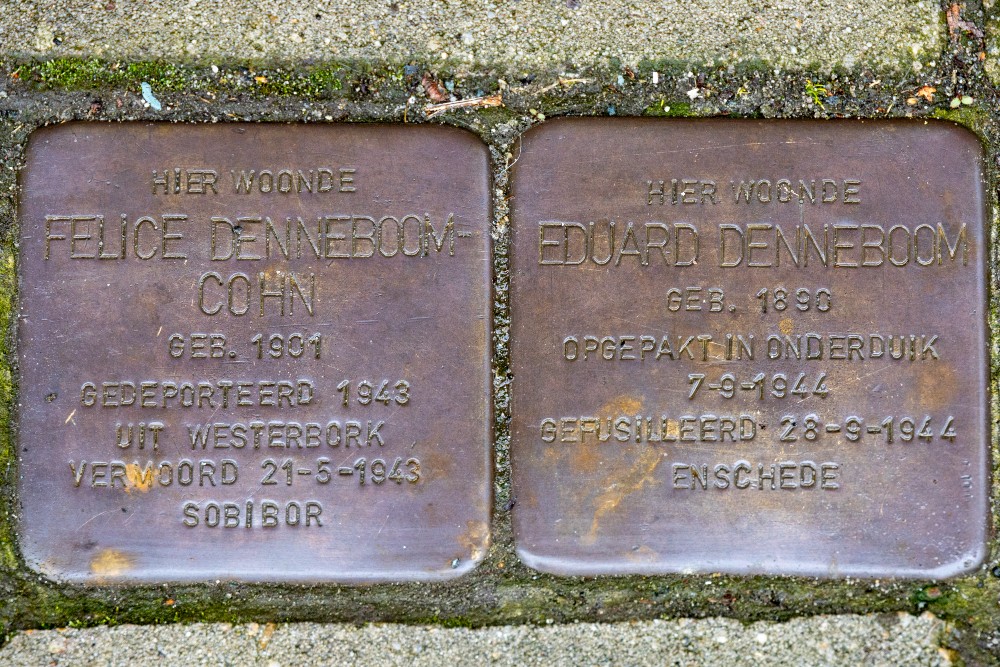 HIER WOONDE
FELICE DENNEBOOM-
COHN
GEB. 1901
GEDEPORTEERD 1943
UIT WESTERBORK
VERMOORD 21-5-1943
SOBIBOR
HIER WOONDE
EDUARD DENNEBOOM
GEB. 1890
OPGEPAKT IN ONDERDUIK
7-9-1944
GEFUSILLEERD 28-9-1944
ENSCHEDE